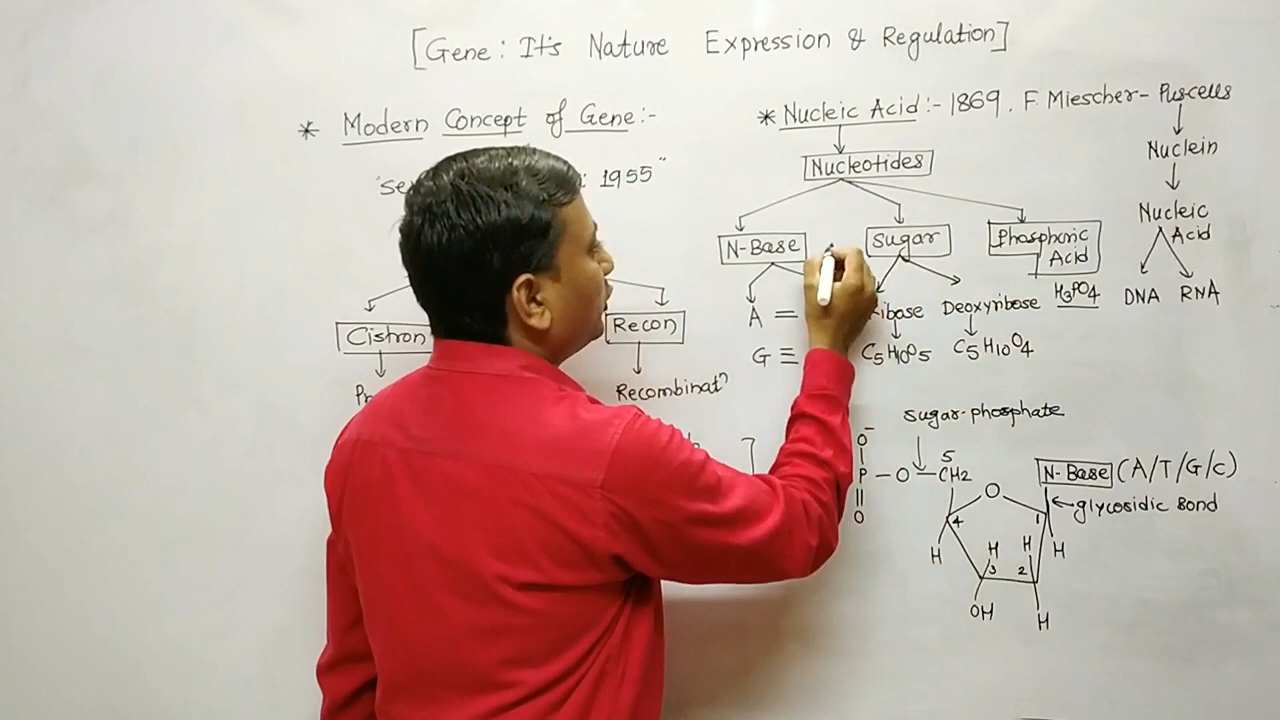 [Gene: It's Nature Expression & Regulation]
* Modern Concept of Gene:-
1955"
Cistron
Recon
Recombinatⁿ
* Nucleic Acid:- 1869. F. Miescher- Puscells
Nucleotides
N-Base
Sugar
Phosphoric
Acid
H₃PO₄
A =
G ≡
Deoxyribose
C₅H₁₀O₅
C₅H₁₀O₄
Nuclein
Nucleic
Acid
DNA RNA
sugar-phosphate
O⁻
P - O - CH₂
5
O
O
N-Base (A/T/G/C)
glycosidic Bond
4
1
H
H
H
H
3
2
OH
H